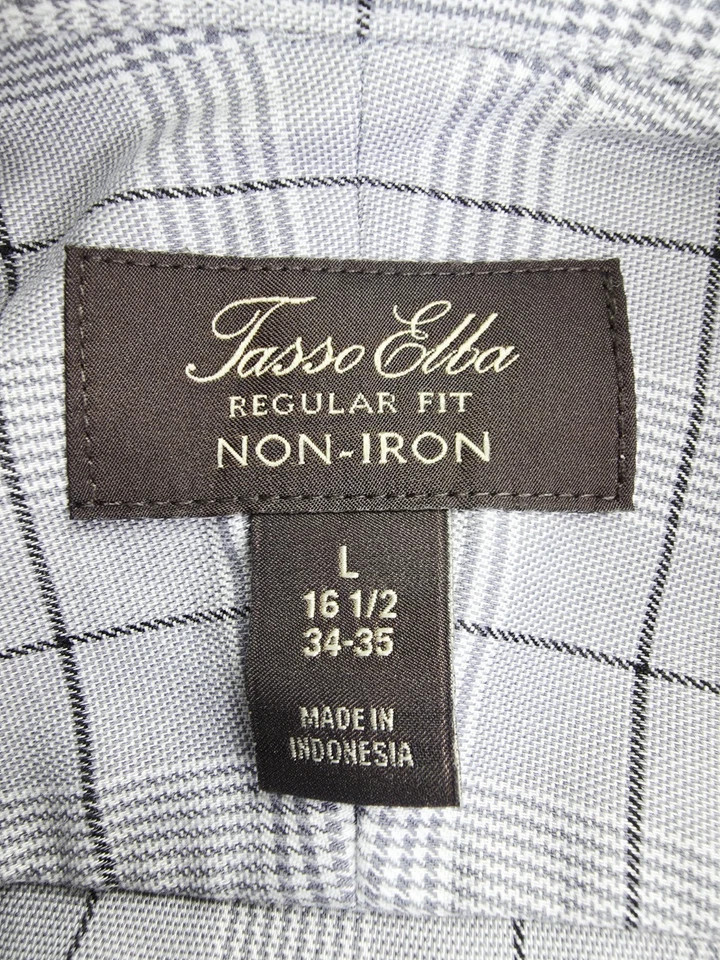 Tasso Elba
REGULAR FIT
NON-IRON
L
16 1/2
34-35
MADE IN
INDONESIA